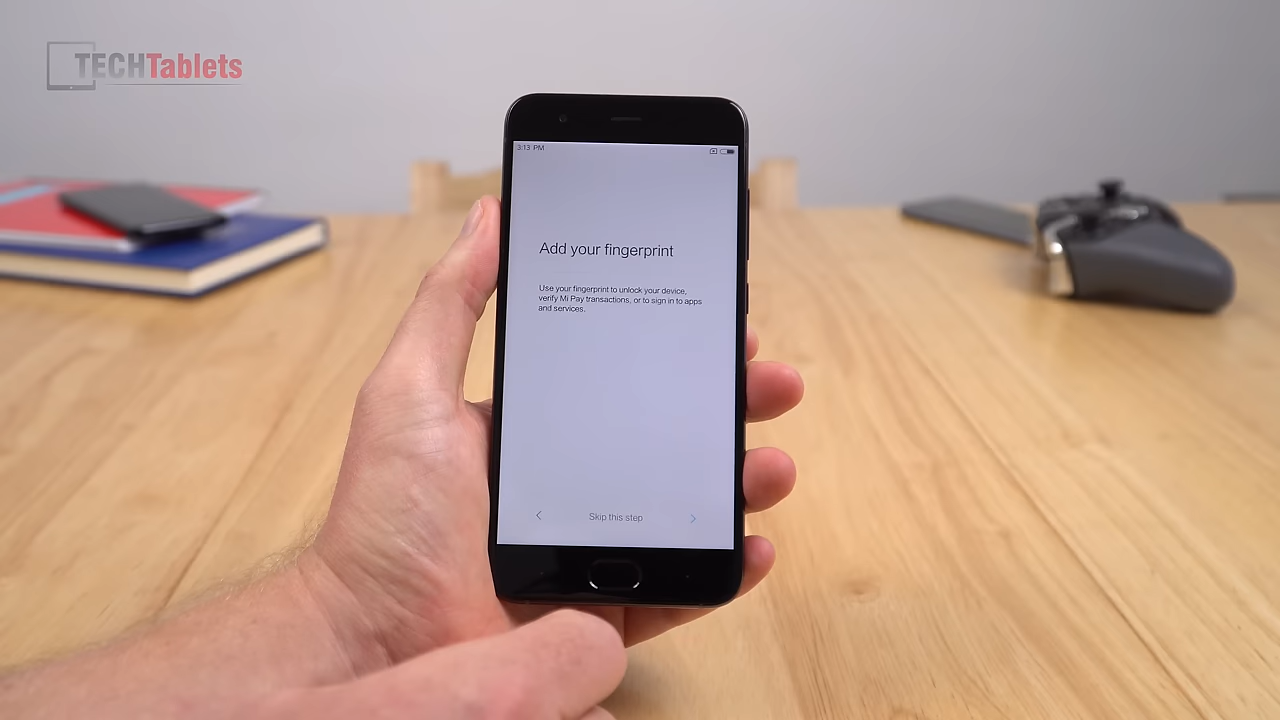 TECHTablets
3:13 PM
Add your fingerprint
Use your fingerprint to unlock your device,
verify Mi Pay transactions, or to sign in to apps
and services.
Skip this step